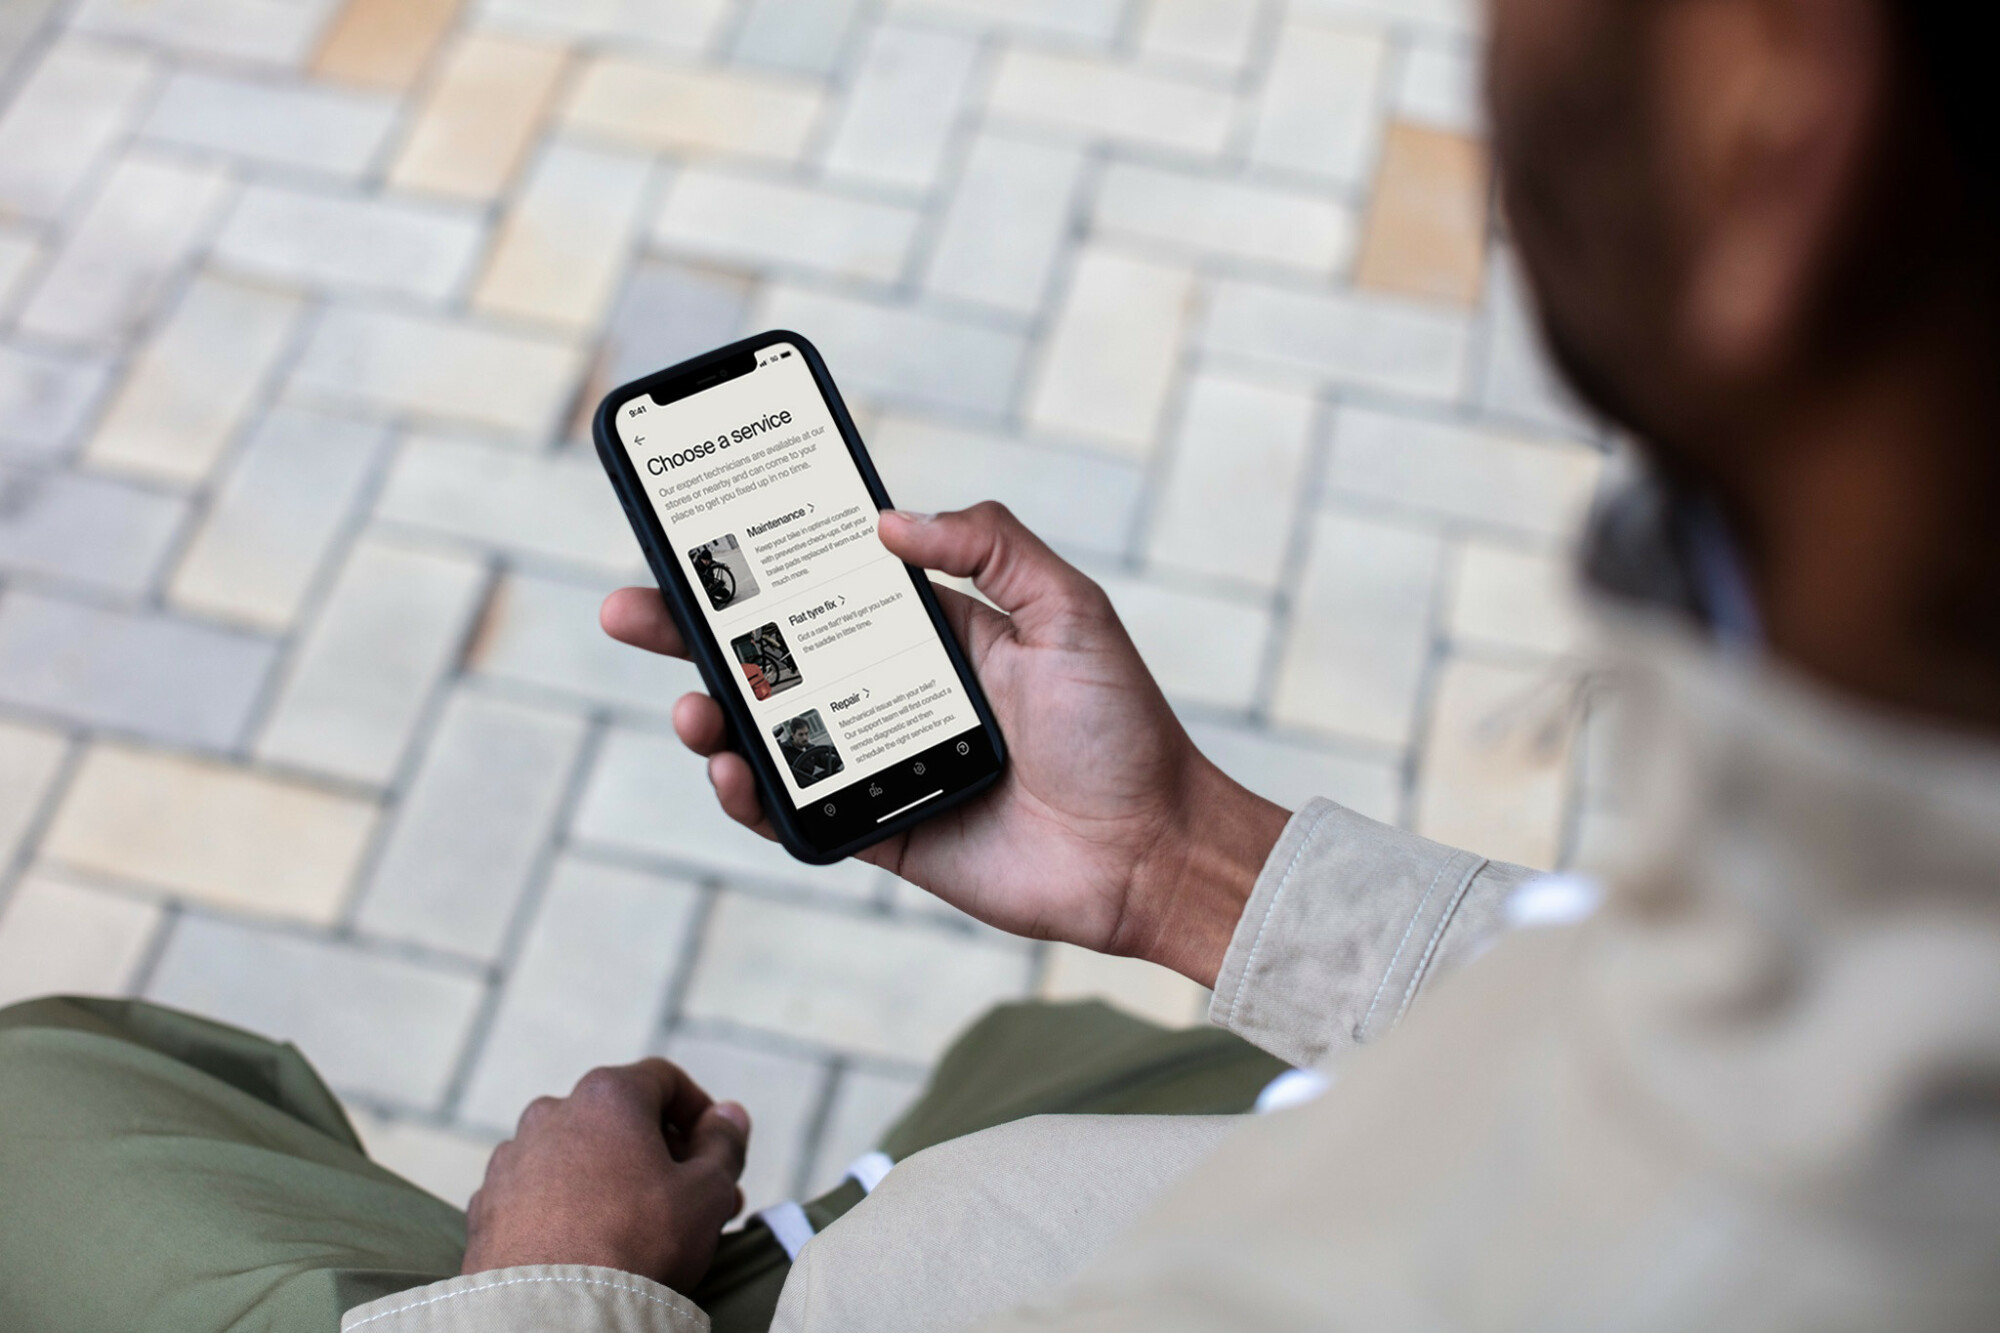 9:41
5G
Choose a service
Our expert technicians are available at our
stores or nearby and can come to your
place to get you fixed up in no time.
Maintenance
Keep your bike in optimal condition
with preventive check-ups. Get your
brake pads replaced if worn out, and
much more.
Flat tyre fix
Got a rare flat? We'll get you back in
the saddle in little time.
Repair
Mechanical issue with your bike?
Our support team will first conduct a
remote diagnostic and then
schedule the right service for you.